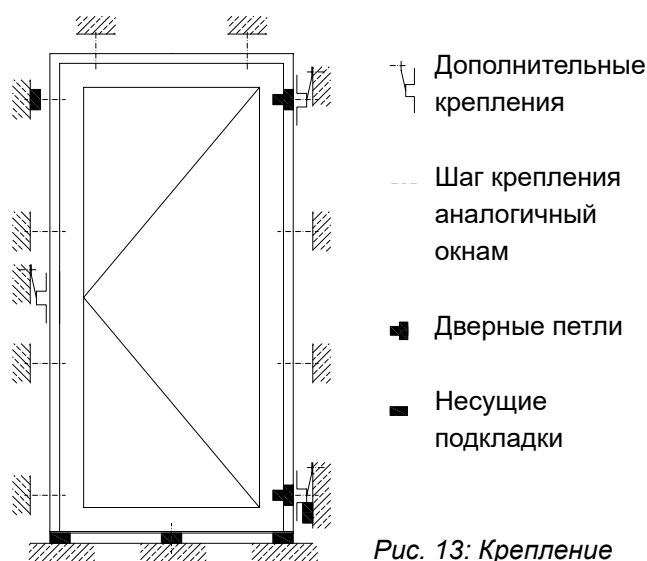 Дополнительные
крепления
Шаг крепления
аналогичный
окнам
Дверные петли
Несущие
подкладки
Рис. 13: Крепление